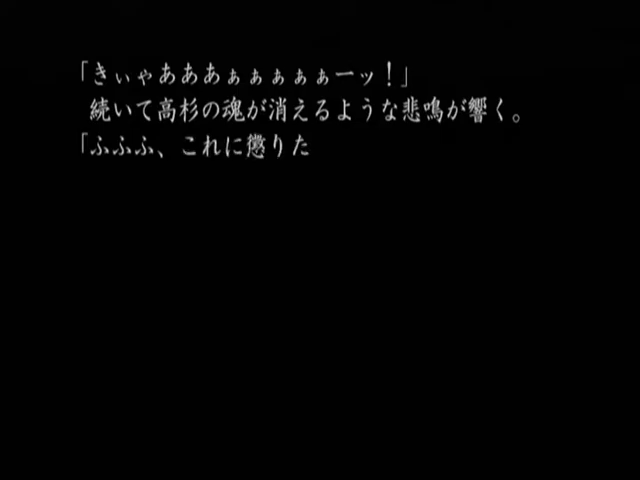 「きぃゃあああぁぁぁぁぁーッ！」
続いて高杉の魂が消えるような悲鳴が響く。
「ふふふ、これに懲りた